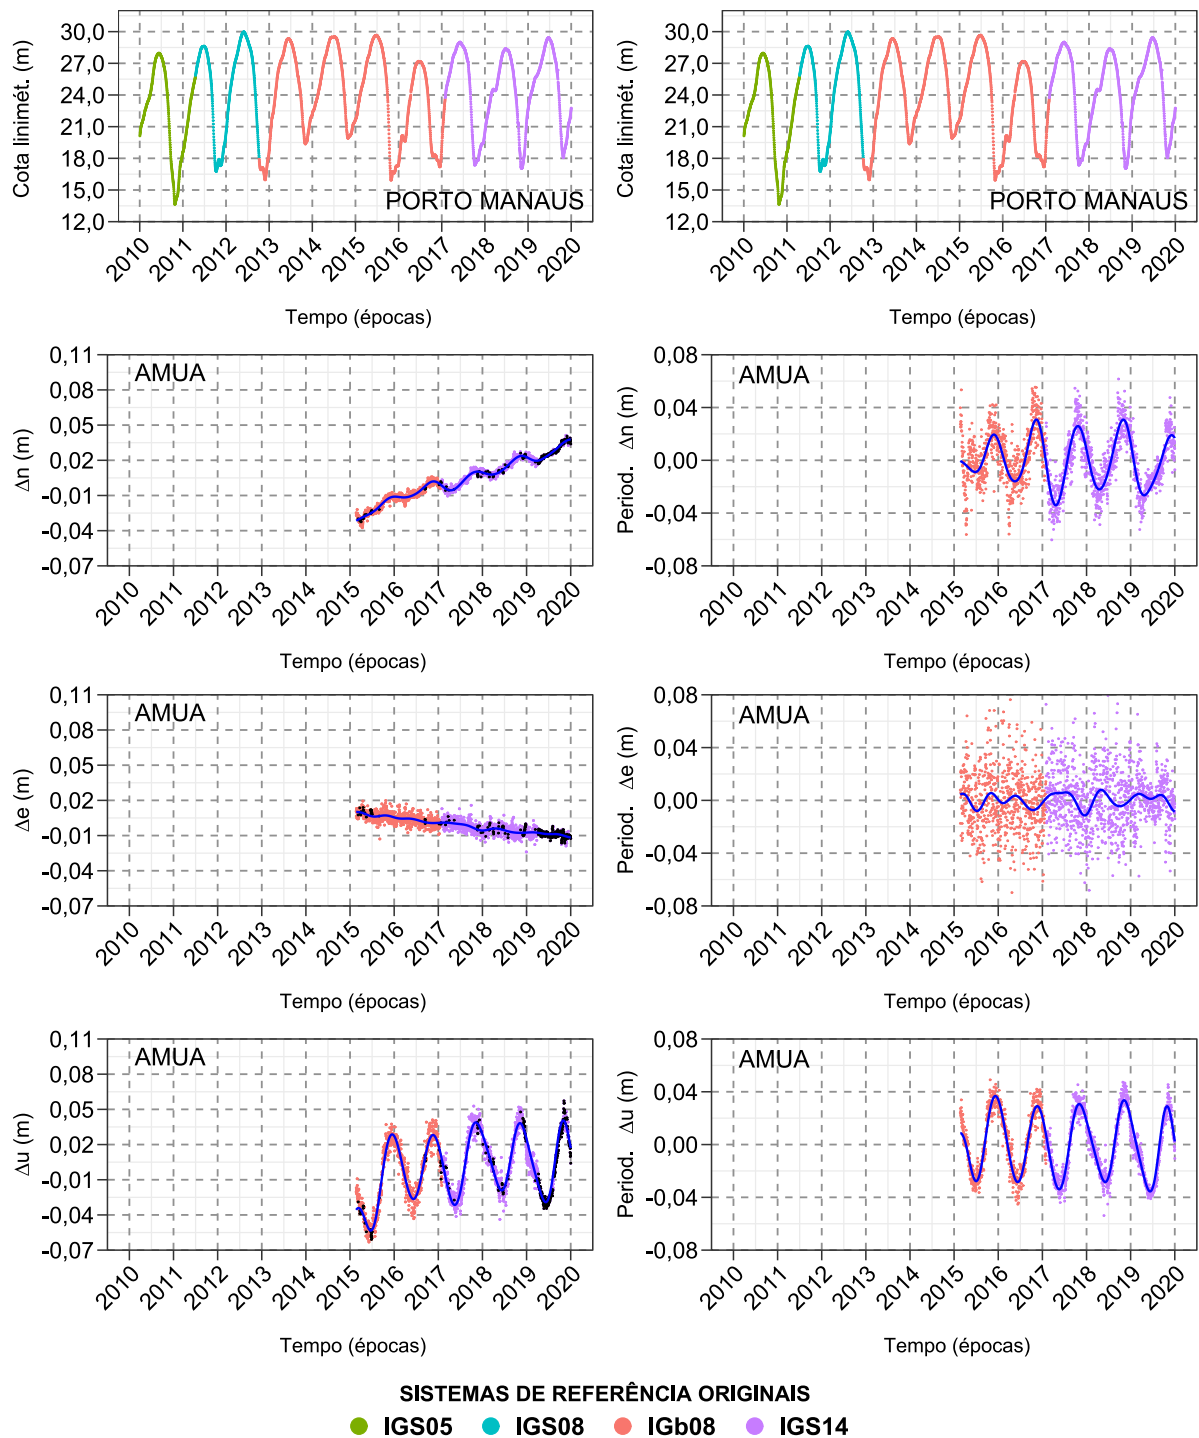 30,0
27,0
24,0
21,0
18,0
15,0
12,0
Cota linimét. (m)
PORTO MANAUS
2010 2011 2012 2013 2014 2015 2016 2017 2018 2019 2020
Tempo (épocas)
30,0
27,0
24,0
21,0
18,0
15,0
12,0
Cota linimét. (m)
PORTO MANAUS
2010 2011 2012 2013 2014 2015 2016 2017 2018 2019 2020
Tempo (épocas)
0,11
0,08
0,05
0,02
-0,01
-0,04
-0,07
Δn (m)
AMUA
2010 2011 2012 2013 2014 2015 2016 2017 2018 2019 2020
Tempo (épocas)
0,08
0,04
0,00
-0,04
-0,08
Period. Δn (m)
AMUA
2010 2011 2012 2013 2014 2015 2016 2017 2018 2019 2020
Tempo (épocas)
0,11
0,08
0,05
0,02
-0,01
-0,04
-0,07
Δe (m)
AMUA
2010 2011 2012 2013 2014 2015 2016 2017 2018 2019 2020
Tempo (épocas)
0,08
0,04
0,00
-0,04
-0,08
Period. Δe (m)
AMUA
2010 2011 2012 2013 2014 2015 2016 2017 2018 2019 2020
Tempo (épocas)
0,11
0,08
0,05
0,02
-0,01
-0,04
-0,07
Δu (m)
AMUA
2010 2011 2012 2013 2014 2015 2016 2017 2018 2019 2020
Tempo (épocas)
0,08
0,04
0,00
-0,04
-0,08
Period. Δu (m)
AMUA
2010 2011 2012 2013 2014 2015 2016 2017 2018 2019 2020
Tempo (épocas)
SISTEMAS DE REFERÊNCIA ORIGINAIS
IGS05 IGS08 IGb08 IGS14